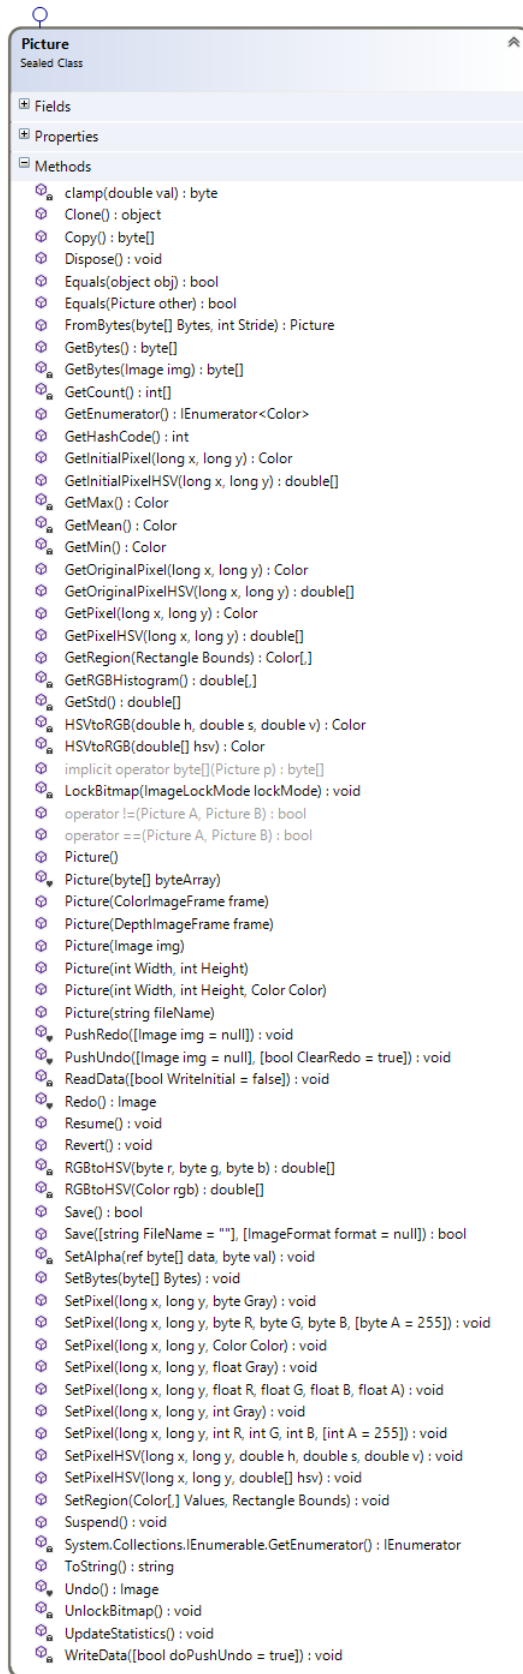 Picture
Sealed Class
Fields
Properties
Methods
clamp(double val) : byte
Clone() : object
Copy() : byte[]
Dispose() : void
Equals(object obj) : bool
Equals(Picture other) : bool
FromBytes(byte[] Bytes, int Stride) : Picture
GetBytes() : byte[]
GetBytes(Image img) : byte[]
GetCount() : int[]
GetEnumerator() : IEnumerator<Color>
GetHashCode() : int
GetInitialPixel(long x, long y) : Color
GetInitialPixelHSV(long x, long y) : double[]
GetMax() : Color
GetMean() : Color
GetMin() : Color
GetOriginalPixel(long x, long y) : Color
GetOriginalPixelHSV(long x, long y) : double[]
GetPixel(long x, long y) : Color
GetPixelHSV(long x, long y) : double[]
GetRegion(Rectangle Bounds) : Color[,]
GetRGBHistogram() : double[,]
GetStd() : double[]
HSVtoRGB(double h, double s, double v) : Color
HSVtoRGB(double[] hsv) : Color
implicit operator byte[](Picture p) : byte[]
LockBitmap(ImageLockMode lockMode) : void
operator !=(Picture A, Picture B) : bool
operator ==(Picture A, Picture B) : bool
Picture()
Picture(byte[] byteArray)
Picture(ColorImageFrame frame)
Picture(DepthImageFrame frame)
Picture(Image img)
Picture(int Width, int Height)
Picture(int Width, int Height, Color Color)
Picture(string fileName)
PushRedo([Image img = null]) : void
PushUndo([Image img = null], [bool ClearRedo = true]) : void
ReadData([bool WriteInitial = false]) : void
Redo() : Image
Resume() : void
Revert() : void
RGBtoHSV(byte r, byte g, byte b) : double[]
RGBtoHSV(Color rgb) : double[]
Save() : bool
Save([string FileName = ""], [ImageFormat format = null]) : bool
SetAlpha(ref byte[] data, byte val) : void
SetBytes(byte[] Bytes) : void
SetPixel(long x, long y, byte Gray) : void
SetPixel(long x, long y, byte R, byte G, byte B, [byte A = 255]) : void
SetPixel(long x, long y, Color Color) : void
SetPixel(long x, long y, float Gray) : void
SetPixel(long x, long y, float R, float G, float B, float A) : void
SetPixel(long x, long y, int Gray) : void
SetPixel(long x, long y, int R, int G, int B, [int A = 255]) : void
SetPixelHSV(long x, long y, double h, double s, double v) : void
SetPixelHSV(long x, long y, double[] hsv) : void
SetRegion(Color[,] Values, Rectangle Bounds) : void
Suspend() : void
System.Collections.IEnumerable.GetEnumerator() : IEnumerator
ToString() : string
Undo() : Image
UnlockBitmap() : void
UpdateStatistics() : void
WriteData([bool doPushUndo = true]) : void